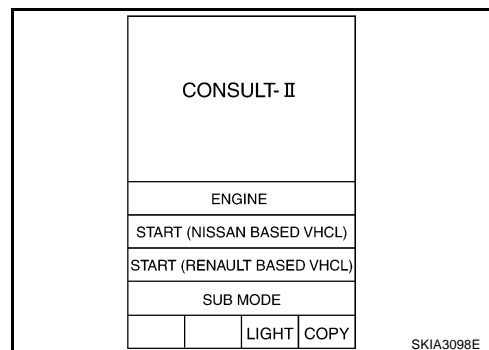 CONSULT-Ⅱ
ENGINE
START (NISSAN BASED VHCL)
START (RENAULT BASED VHCL)
SUB MODE
LIGHT COPY
SKIA3098E